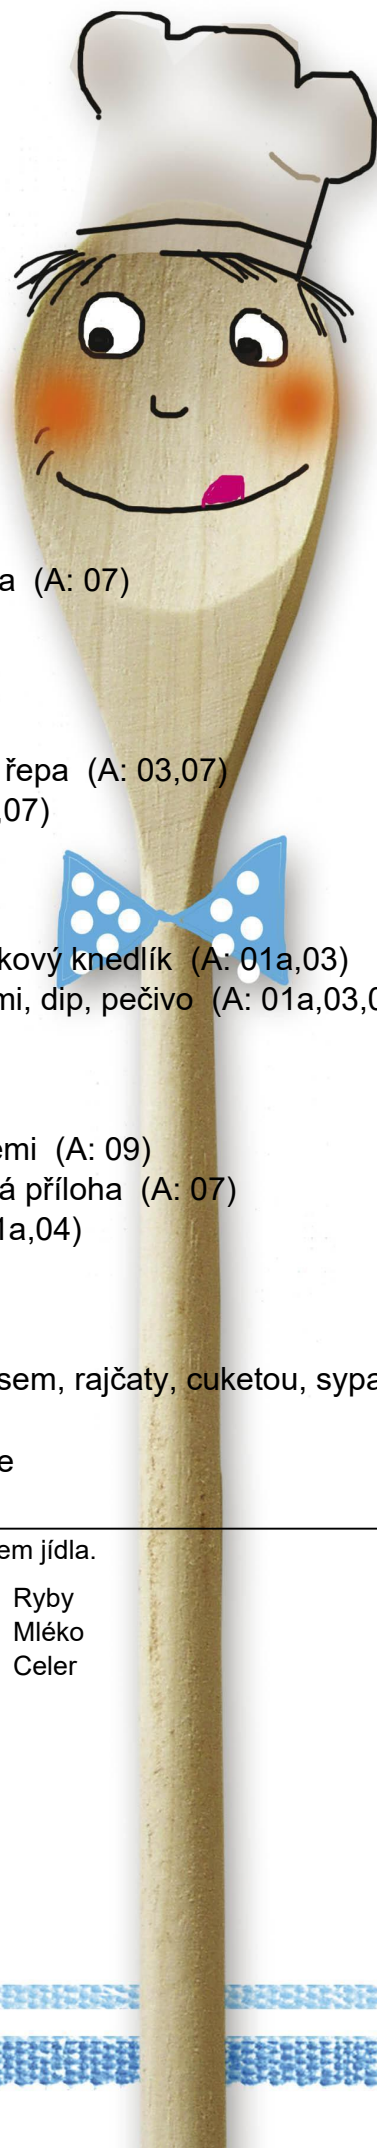 a (A: 07)
řepa (A: 03,07)
,07)
kový knedlík (A: 01a,03)
mi, dip, pečivo (A: 01a,03,0
emi (A: 09)
á příloha (A: 07)
1a,04)
sem, rajčaty, cuketou, sypa
e
em jídla.
Ryby
Mléko
Celer